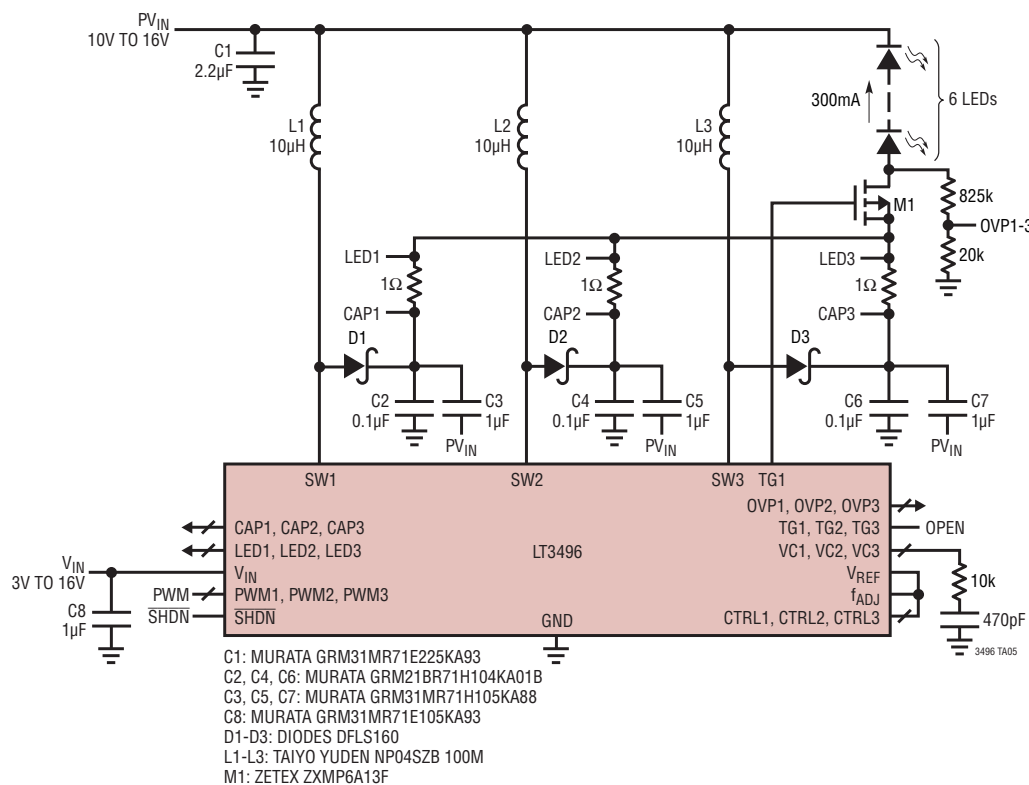 PVIN
10V TO 16V
C1
2.2µF
L1
10µH
L2
10µH
L3
10µH
300mA
6 LEDs
M1
825k
OVP1-3
20k
LED1
1Ω
CAP1
LED2
1Ω
CAP2
LED3
1Ω
CAP3
D1
D2
D3
C2
0.1µF
C3
1µF
PVIN
C4
0.1µF
C5
1µF
PVIN
C6
0.1µF
C7
1µF
PVIN
SW1
SW2
SW3
TG1
OVP1, OVP2, OVP3
CAP1, CAP2, CAP3
TG1, TG2, TG3
OPEN
LED1, LED2, LED3
LT3496
VC1, VC2, VC3
VIN
3V TO 16V
VIN
VREF
10k
PWM
PWM1, PWM2, PWM3
fADJ
C8
1µF
SHDN
SHDN
GND
CTRL1, CTRL2, CTRL3
470pF
3496 TA05
C1: MURATA GRM31MR71E225KA93
C2, C4, C6: MURATA GRM21BR71H104KA01B
C3, C5, C7: MURATA GRM31MR71H105KA88
C8: MURATA GRM31MR71E105KA93
D1-D3: DIODES DFLS160
L1-L3: TAIYO YUDEN NP04SZB 100M
M1: ZETEX ZXMP6A13F